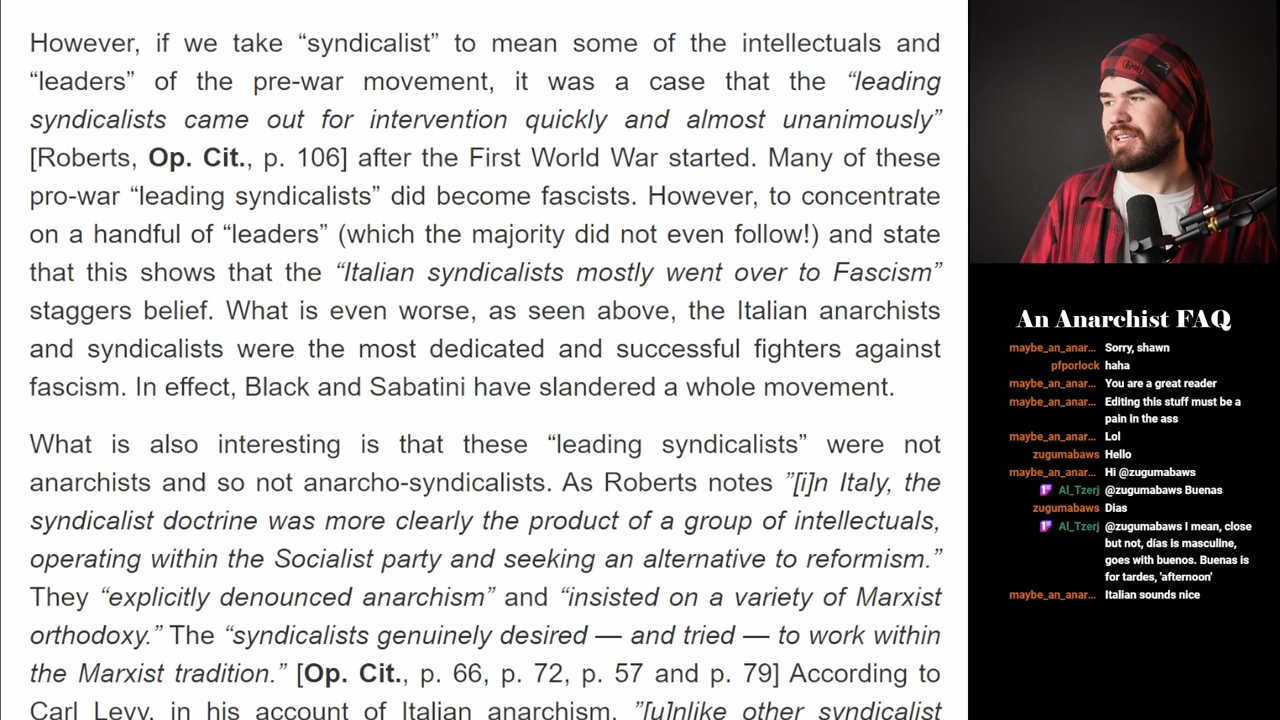 However, if we take “syndicalist” to mean some of the intellectuals and
“leaders” of the pre-war movement, it was a case that the “leading
syndicalists came out for intervention quickly and almost unanimously”
[Roberts, Op. Cit., p. 106] after the First World War started. Many of these
pro-war “leading syndicalists” did become fascists. However, to concentrate
on a handful of “leaders” (which the majority did not even follow!) and state
that this shows that the “Italian syndicalists mostly went over to Fascism”
staggers belief. What is even worse, as seen above, the Italian anarchists
and syndicalists were the most dedicated and successful fighters against
fascism. In effect, Black and Sabatini have slandered a whole movement.
What is also interesting is that these “leading syndicalists” were not
anarchists and so not anarcho-syndicalists. As Roberts notes ”[i]n Italy, the
syndicalist doctrine was more clearly the product of a group of intellectuals,
operating within the Socialist party and seeking an alternative to reformism.”
They “explicitly denounced anarchism” and “insisted on a variety of Marxist
orthodoxy.” The “syndicalists genuinely desired — and tried — to work within
the Marxist tradition.” [Op. Cit., p. 66, p. 72, p. 57 and p. 79] According to
Carl Levy, in his account of Italian anarchism, ”[u]nlike other syndicalist
An Anarchist FAQ
maybe_an_anar... Sorry, shawn
pfporlock haha
maybe_an_anar... You are a great reader
maybe_an_anar... Editing this stuff must be a
pain in the ass
maybe_an_anar... Lol
zugumabaws Hello
maybe_an_anar... Hi @zugumabaws
Al_Tzerj @zugumabaws Buenas
zugumabaws Dias
Al_Tzerj @zugumabaws I mean, close
but not, días is masculine,
goes with buenos. Buenas is
for tardes, 'afternoon'
maybe_an_anar... Italian sounds nice